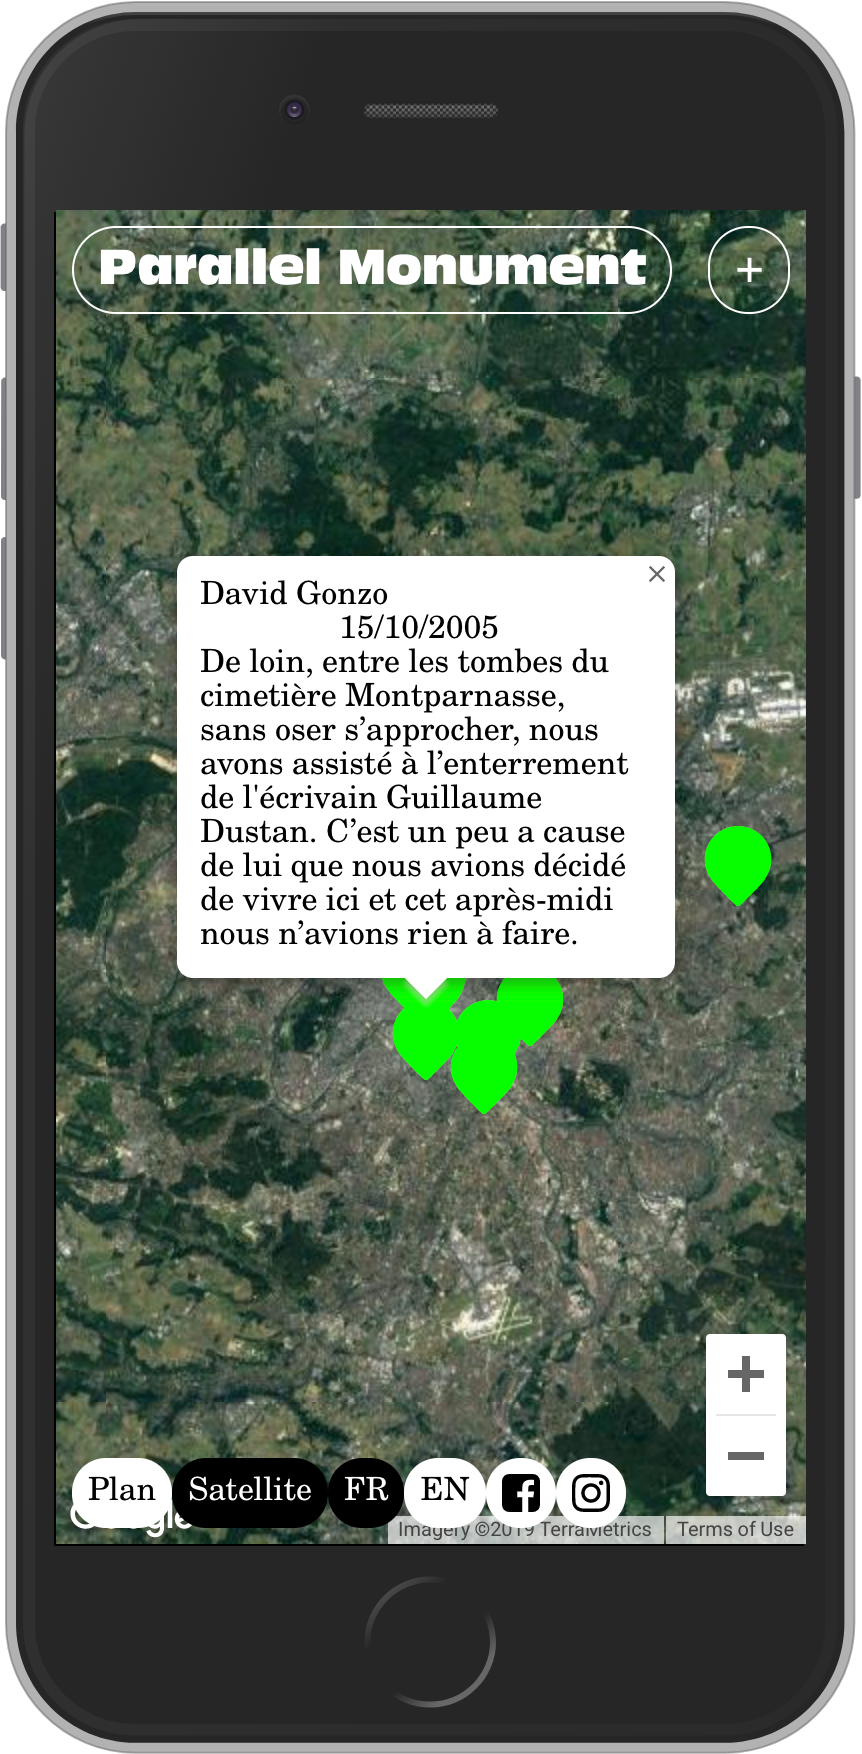 Parallel Monument
+
×
David Gonzo
15/10/2005
De loin, entre les tombes du
cimetière Montparnasse,
sans oser s’approcher, nous
avons assisté à l’enterrement
de l'écrivain Guillaume
Dustan. C’est un peu a cause
de lui que nous avions décidé
de vivre ici et cet après-midi
nous n’avions rien à faire.
+
−
Plan Satellite FR EN
Google
Imagery ©2019 TerraMetrics Terms of Use